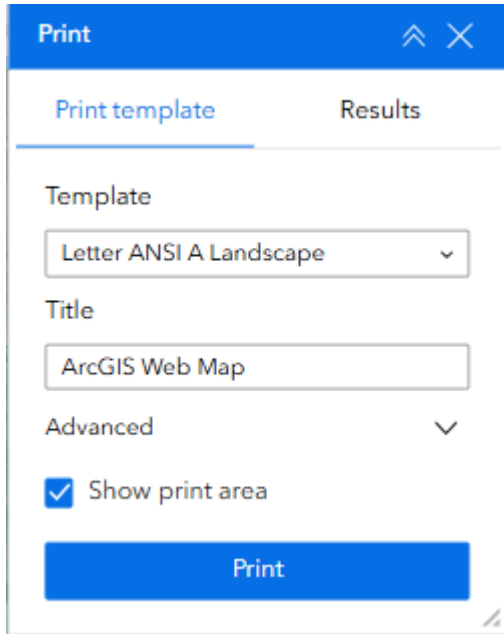 Print
Print template Results
Template
Letter ANSI A Landscape
Title
ArcGIS Web Map
Advanced
Show print area
Print